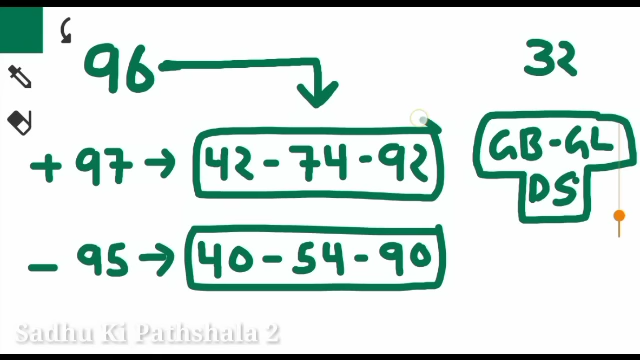 96 32
+ 97 → 42-74-92 GB-GL
DS
- 95 → 40-54-90
Sadhu Ki Pathshala 2